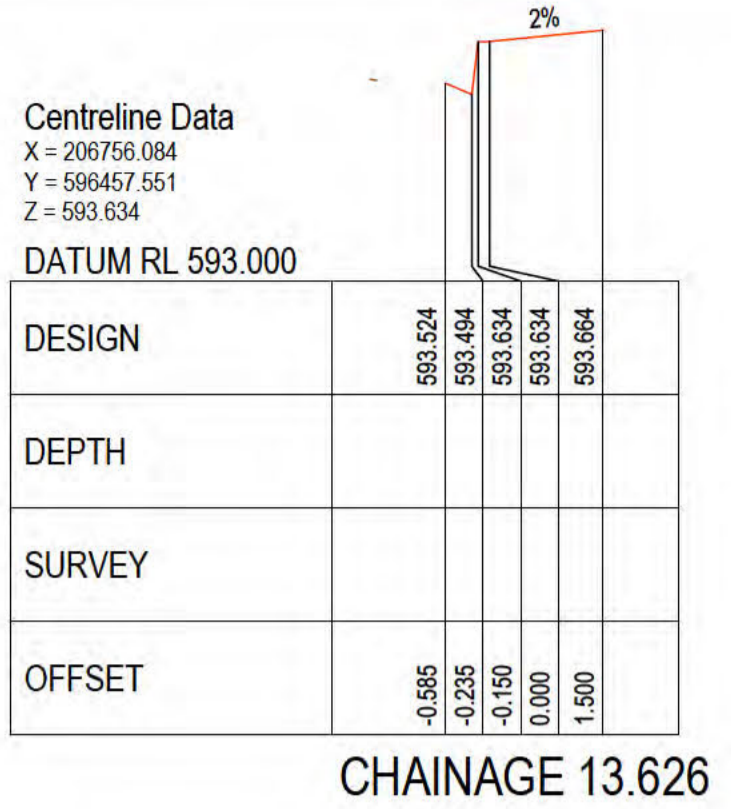 2%
Centreline Data
X = 206756.084
Y = 596457.551
Z = 593.634
DATUM RL 593.000
DESIGN 593.524 593.494 593.634 593.634 593.664
DEPTH
SURVEY
OFFSET -0.585 -0.235 -0.150 0.000 1.500
CHAINAGE 13.626